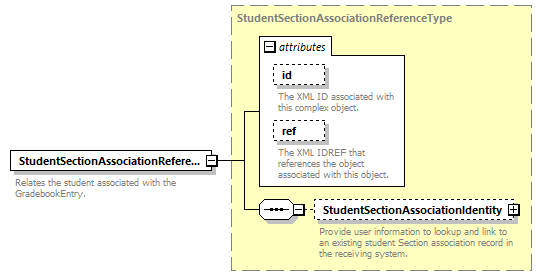 StudentSectionAssociationReferenceType
attributes
id
The XML ID associated with
this complex object.
ref
The XML IDREF that
references the object
associated with this object.
StudentSectionAssociationRefere...
Relates the student associated with the
GradebookEntry.
StudentSectionAssociationIdentity
Provide user information to lookup and link to
an existing student Section association record in
the receiving system.